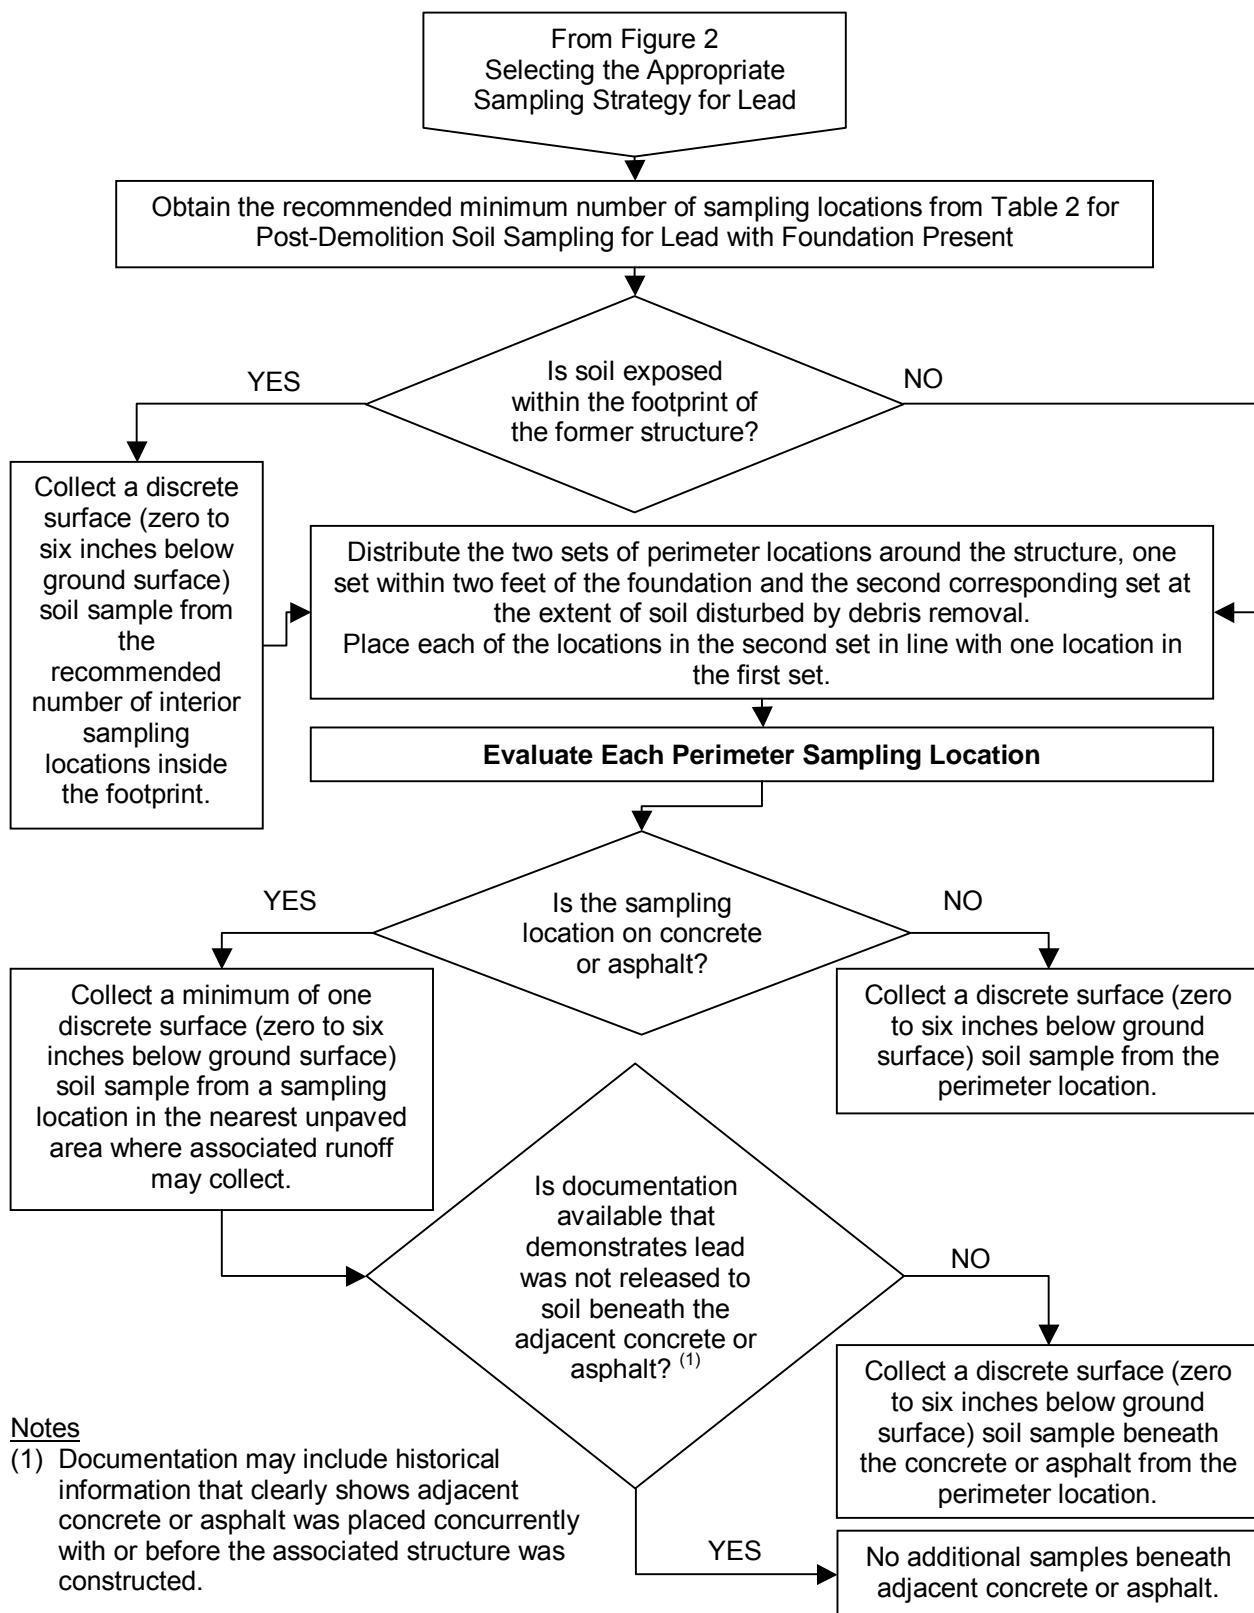 From Figure 2
Selecting the Appropriate
Sampling Strategy for Lead
Obtain the recommended minimum number of sampling locations from Table 2 for
Post-Demolition Soil Sampling for Lead with Foundation Present
Is soil exposed
within the footprint of
the former structure?
YES
NO
Collect a discrete
surface (zero to
six inches below
ground surface)
soil sample from
the
recommended
number of interior
sampling
locations inside
the footprint.
Distribute the two sets of perimeter locations around the structure, one
set within two feet of the foundation and the second corresponding set at
the extent of soil disturbed by debris removal.
Place each of the locations in the second set in line with one location in
the first set.
Evaluate Each Perimeter Sampling Location
Is the sampling
location on concrete
or asphalt?
YES
NO
Collect a minimum of one
discrete surface (zero to six
inches below ground surface)
soil sample from a sampling
location in the nearest unpaved
area where associated runoff
may collect.
Collect a discrete surface (zero
to six inches below ground
surface) soil sample from the
perimeter location.
Is documentation
available that
demonstrates lead
was not released to
soil beneath the
adjacent concrete or
asphalt? (1)
NO
Collect a discrete surface (zero
to six inches below ground
surface) soil sample beneath
the concrete or asphalt from the
perimeter location.
YES
No additional samples beneath
adjacent concrete or asphalt.
Notes
(1) Documentation may include historical
information that clearly shows adjacent
concrete or asphalt was placed concurrently
with or before the associated structure was
constructed.